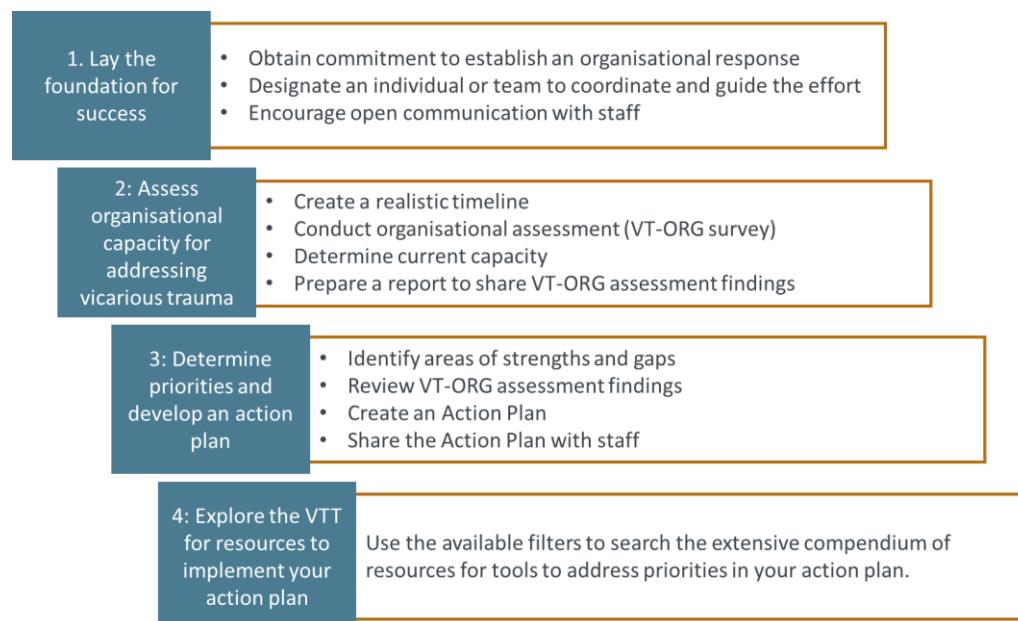 1. Lay the
foundation for
success
• Obtain commitment to establish an organisational response
• Designate an individual or team to coordinate and guide the effort
• Encourage open communication with staff
2: Assess
organisational
capacity for
addressing
vicarious trauma
• Create a realistic timeline
• Conduct organisational assessment (VT-ORG survey)
• Determine current capacity
• Prepare a report to share VT-ORG assessment findings
3: Determine
priorities and
develop an action
plan
• Identify areas of strengths and gaps
• Review VT-ORG assessment findings
• Create an Action Plan
• Share the Action Plan with staff
4: Explore the VTT
for resources to
implement your
action plan
Use the available filters to search the extensive compendium of
resources for tools to address priorities in your action plan.